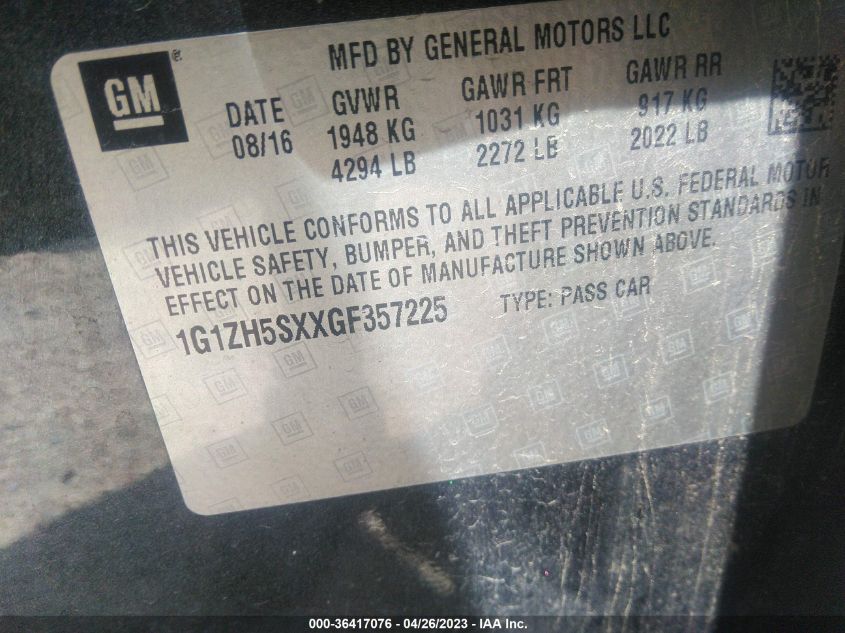 MFD BY GENERAL MOTORS LLC
GM
DATE GVWR GAWR FRT GAWR RR
08/16 1948 KG 1031 KG 917 KG
4294 LB 2272 LB 2022 LB
THIS VEHICLE CONFORMS TO ALL APPLICABLE U.S. FEDERAL MOTOR
VEHICLE SAFETY, BUMPER, AND THEFT PREVENTION STANDARDS IN
EFFECT ON THE DATE OF MANUFACTURE SHOWN ABOVE.
1G1ZH5SXXGF357225 TYPE: PASS CAR
000-36417076 - 04/26/2023 - IAA Inc.